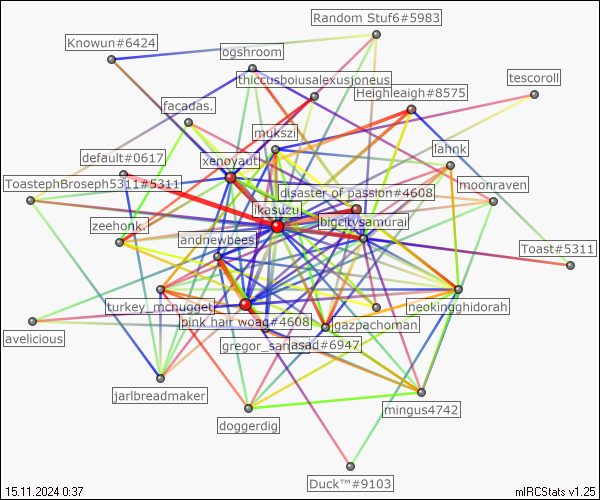 Random Stuf6#5983
Knowun#6424
ogshroom
thiccusboiusalexusjoneus
tescoroll
Heighleagh#8575
facadas.
mukszi
lahnk
default#0617
xenoyaut
moonraven
ToastephBroseph5311#5311
disaster of passion#4608
ikasuzu
bigcitysamurai
zeehonk.
andnewbees
Toast#5311
turkey_mcnugget
neokingghidorah
pink hair woag#4608
gazpachoman
avelicious
gregor_san
asad#6947
jarlbreadmaker
mingus4742
doggerdig
Duck™#9103
15.11.2024 0:37
mIRCStats v1.25